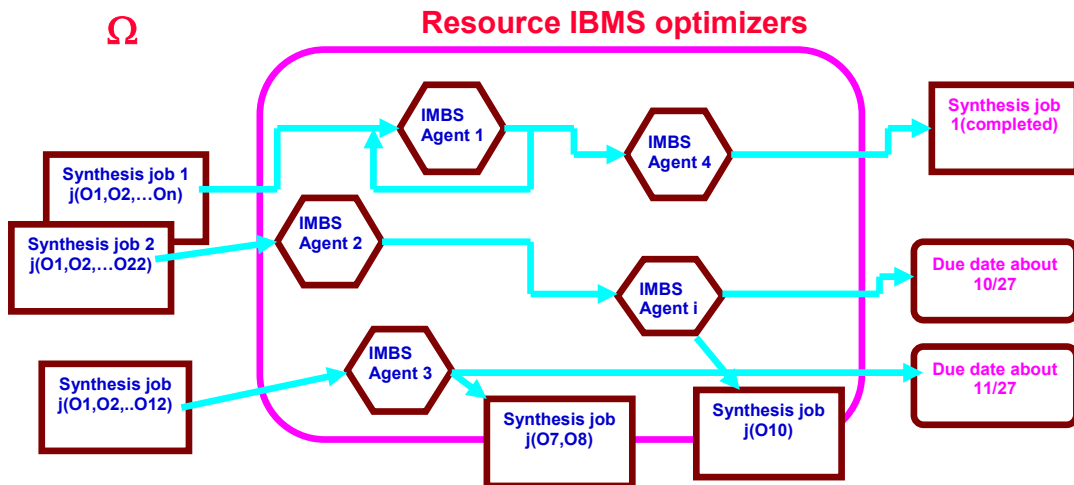 Ω
Resource IBMS optimizers
IMBS
Agent 1
IMBS
Agent 4
Synthesis job
1(completed)
Synthesis job 1
j(O1,O2,…On)
Synthesis job 2
j(O1,O2,…O22)
IMBS
Agent 2
IMBS
Agent i
Due date about
10/27
Synthesis job
j(O1,O2,..O12)
IMBS
Agent 3
Due date about
11/27
Synthesis job
j(O7,O8)
Synthesis job
j(O10)